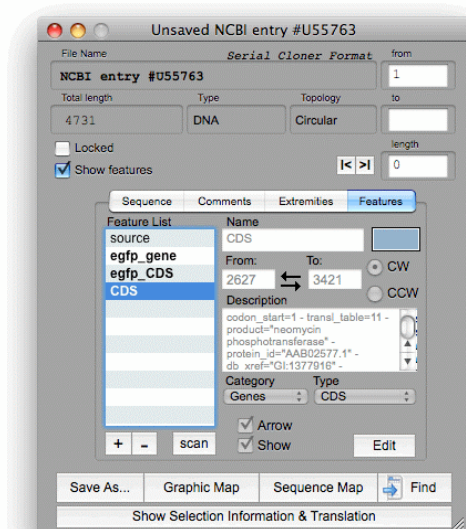 Unsaved NCBI entry #U55763
File Name
Serial Cloner Format
from
NCBI entry #U55763
1
Total length
Type
Topology
to
4731
DNA
Circular
Locked
length
Show features
|< >|
0
Sequence
Comments
Extremities
Features
Feature List
Name
source
CDS
egfp_gene
From:
To:
CW
egfp_CDS
2627
3421
CDS
CCW
Description
codon_start=1 - transl_table=11 -
product="neomycin
phosphotransferase" -
protein_id="AAB02577.1" -
db_xref="GI:1377916" -
Category
Type
Genes
CDS
Arrow
+
-
scan
Show
Edit
Save As...
Graphic Map
Sequence Map
Find
Show Selection Information & Translation